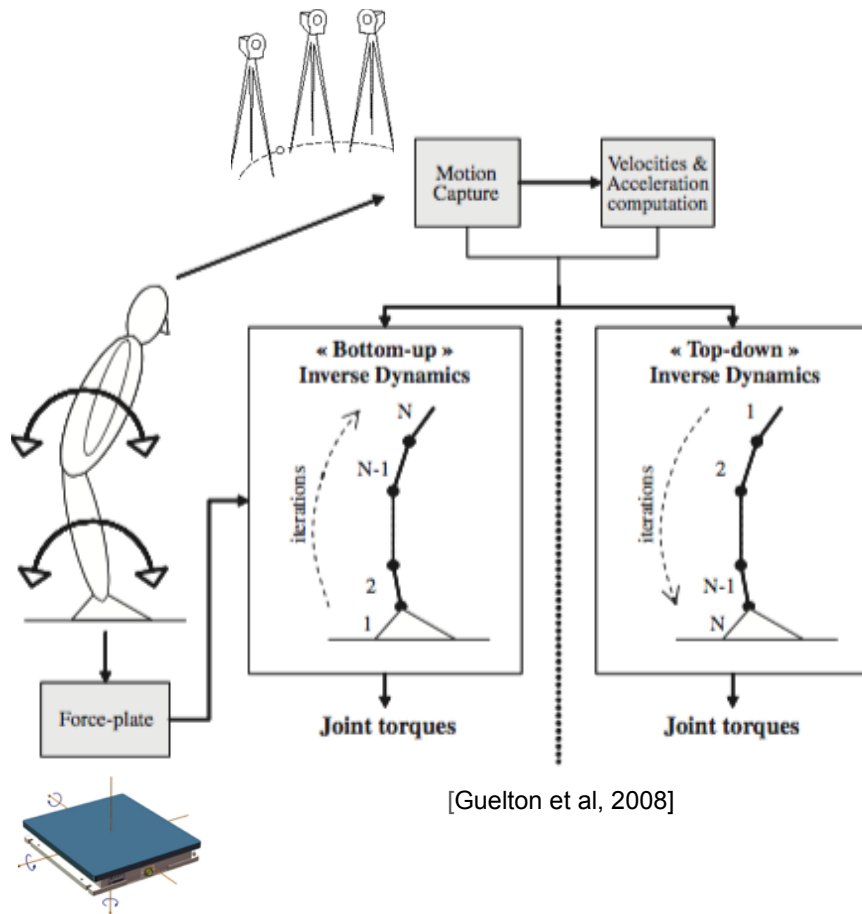 Motion
Capture
Velocities &
Acceleration
computation
« Bottom-up »
Inverse Dynamics
N
N-1
iterations
2
1
« Top-down »
Inverse Dynamics
1
2
iterations
N-1
N
Force-plate
Joint torques
Joint torques
[Guelton et al, 2008]